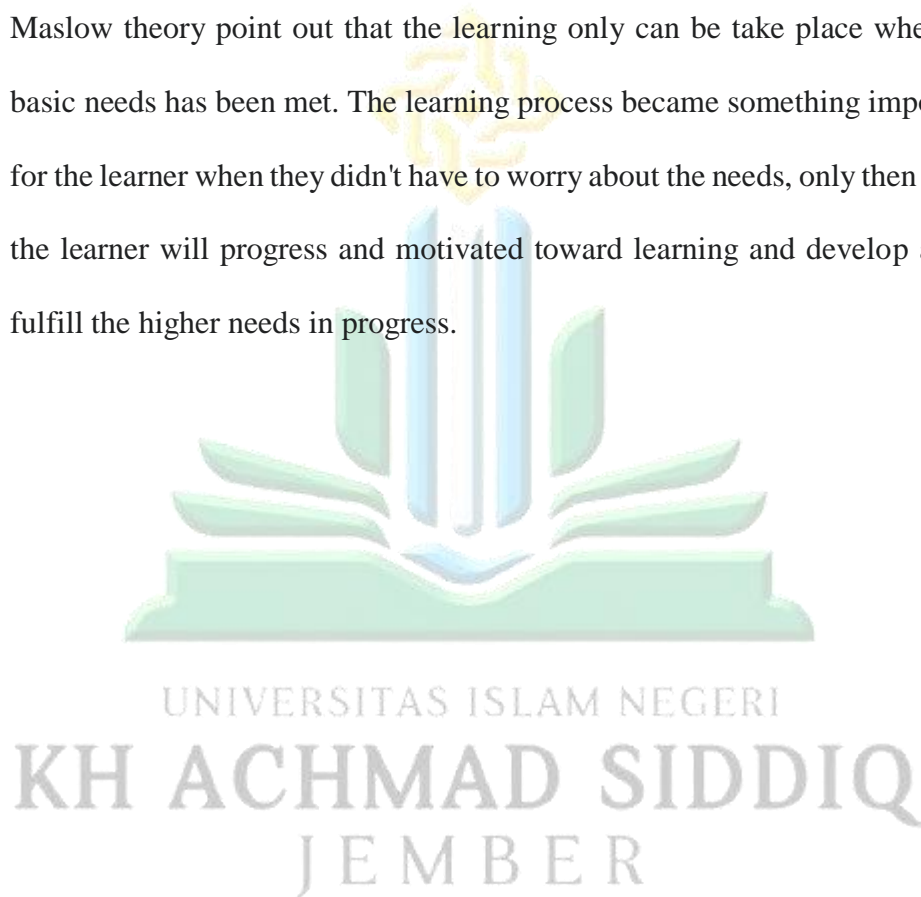 Maslow theory point out that the learning only can be take place
basic needs has been met. The learning process became something
for the learner when they didn't have to worry about the needs, only then
the learner will progress and motivated toward learning and develop
fulfill the higher needs in progress.
UNIVERSITAS ISLAM NEGERI
KH ACHMAD SIDDIQ
JEMBER